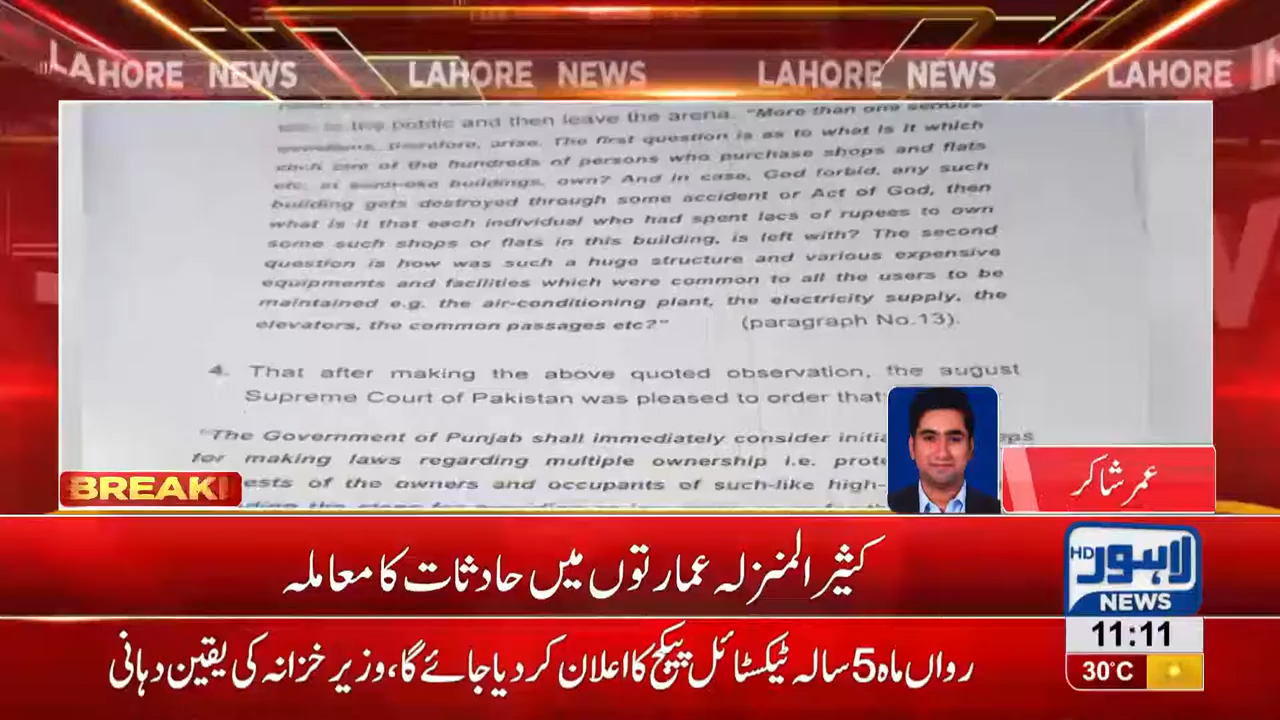 LAHORE NEWS LAHORE NEWS LAHORE NEWS LAHORE
to the public and then leave the arena. "More than one
therefore, arise. The first question is as to what is it which
of the hundreds of persons who purchase shops and flats
buildings, own? And in case, God forbid, any such
building gets destroyed through some accident or Act of God, then
what is it that each individual who had spent lacs of rupees to own
some such shops or flats in this building, is left with? The second
question is how was such a huge structure and various expensive
equipments and facilities which were common to all the users to be
maintained e.g. the air-conditioning plant, the electricity supply, the
elevators, the common passages etc?" (paragraph No.13).
4. That after making the above quoted observation, the august
Supreme Court of Pakistan was pleased to order that
"The Government of Punjab shall immediately consider
for making laws regarding multiple ownership i.e.
of the owners and occupants of such-like high-
عمر شاکر
BREAKI
کثیر المنزلہ عمارتوں میں حادثات کا معاملہ
رواں ماہ 5 سالہ ٹیکسٹائل پیکج کا اعلان کر دیا جائے گا، وزیر خزانہ کی یقین دہانی
HD لاہور
NEWS
11:11
30°C